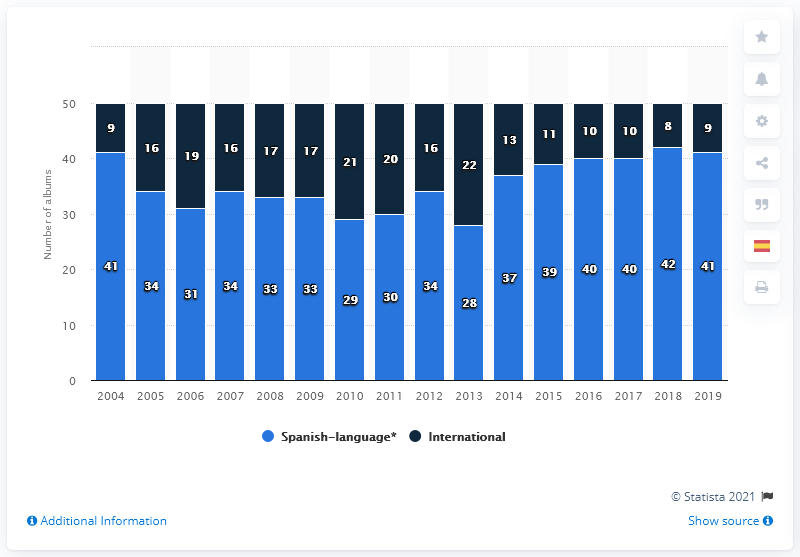 50
40
30
20
10
0
Number of albums
9 16 19 16 17 17 21 20 16 22 13 11 10 10 8 9
41 34 31 34 33 33 29 30 34 28 37 39 40 40 42 41
2004 2005 2006 2007 2008 2009 2010 2011 2012 2013 2014 2015 2016 2017 2018 2019
Spanish-language* International
© Statista 2021
Additional Information Show source